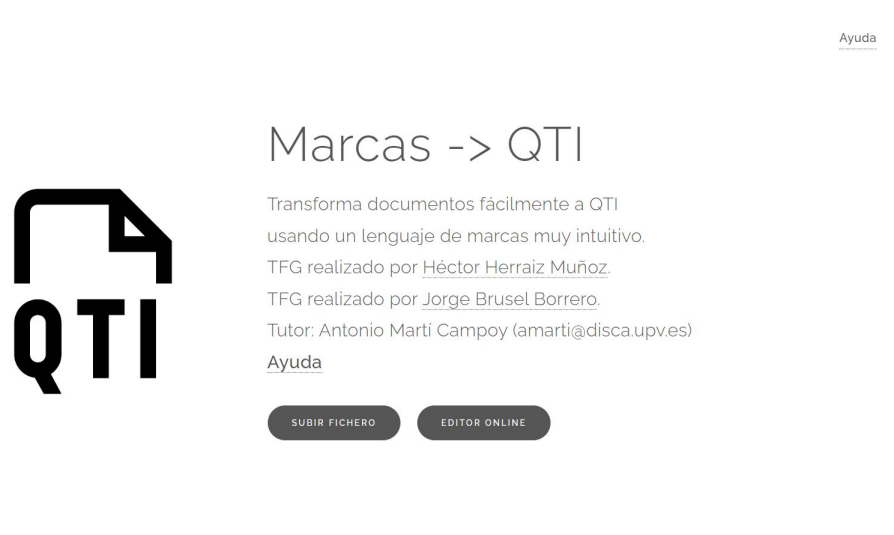 Ayuda
Marcas -> QTI
Transforma documentos fácilmente a QTI
usando un lenguaje de marcas muy intuitivo.
TFG realizado por Héctor Herraiz Muñoz.
TFG realizado por Jorge Brusel Borrero.
Tutor: Antonio Martí Campoy (amarti@disca.upv.es)
Ayuda
SUBIR FICHERO EDITOR ONLINE
QTI